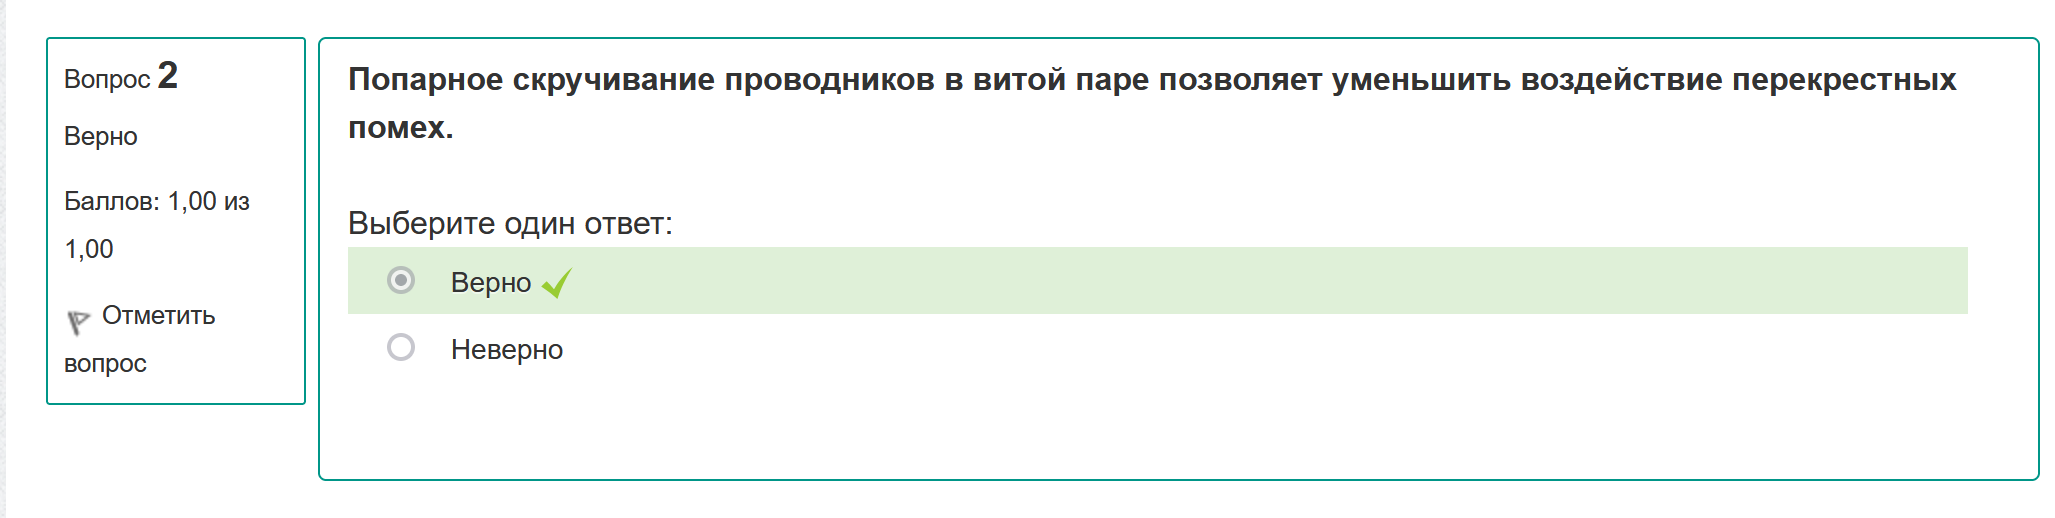 Вопрос 2
Верно
Баллов: 1,00 из
1,00
Отметить
вопрос
Попарное скручивание проводников в витой паре позволяет уменьшить воздействие перекрестных
помех.
Выберите один ответ:
Верно
Неверно